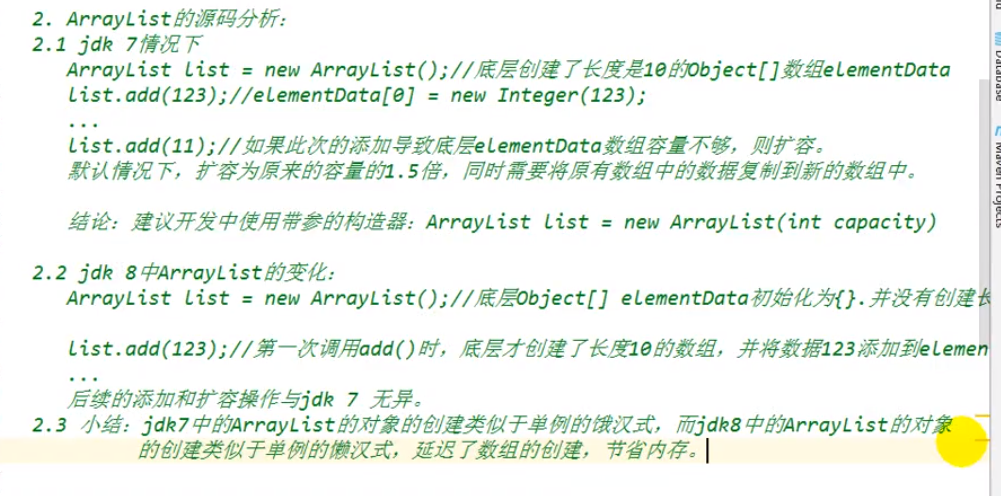 2. ArrayList的源码分析：
2.1 jdk 7情况下
ArrayList list = new ArrayList();//底层创建了长度是10的Object[]数组elementData
list.add(123);//elementData[0] = new Integer(123);
...
list.add(11);//如果此次的添加导致底层elementData数组容量不够，则扩容。
默认情况下，扩容为原来的容量的1.5倍，同时需要将原有数组中的数据复制到新的数组中。
结论：建议开发中使用带参的构造器：ArrayList list = new ArrayList(int capacity)
2.2 jdk 8中ArrayList的变化：
ArrayList list = new ArrayList();//底层Object[] elementData初始化为{}.并没有创建长
list.add(123);//第一次调用add()时，底层才创建了长度10的数组，并将数据123添加到elemen
...
后续的添加和扩容操作与jdk 7 无异。
2.3 小结：jdk7中的ArrayList的对象的创建类似于单例的饿汉式，而jdk8中的ArrayList的对象
的创建类似于单例的懒汉式，延迟了数组的创建，节省内存。
Database
Maven Projects